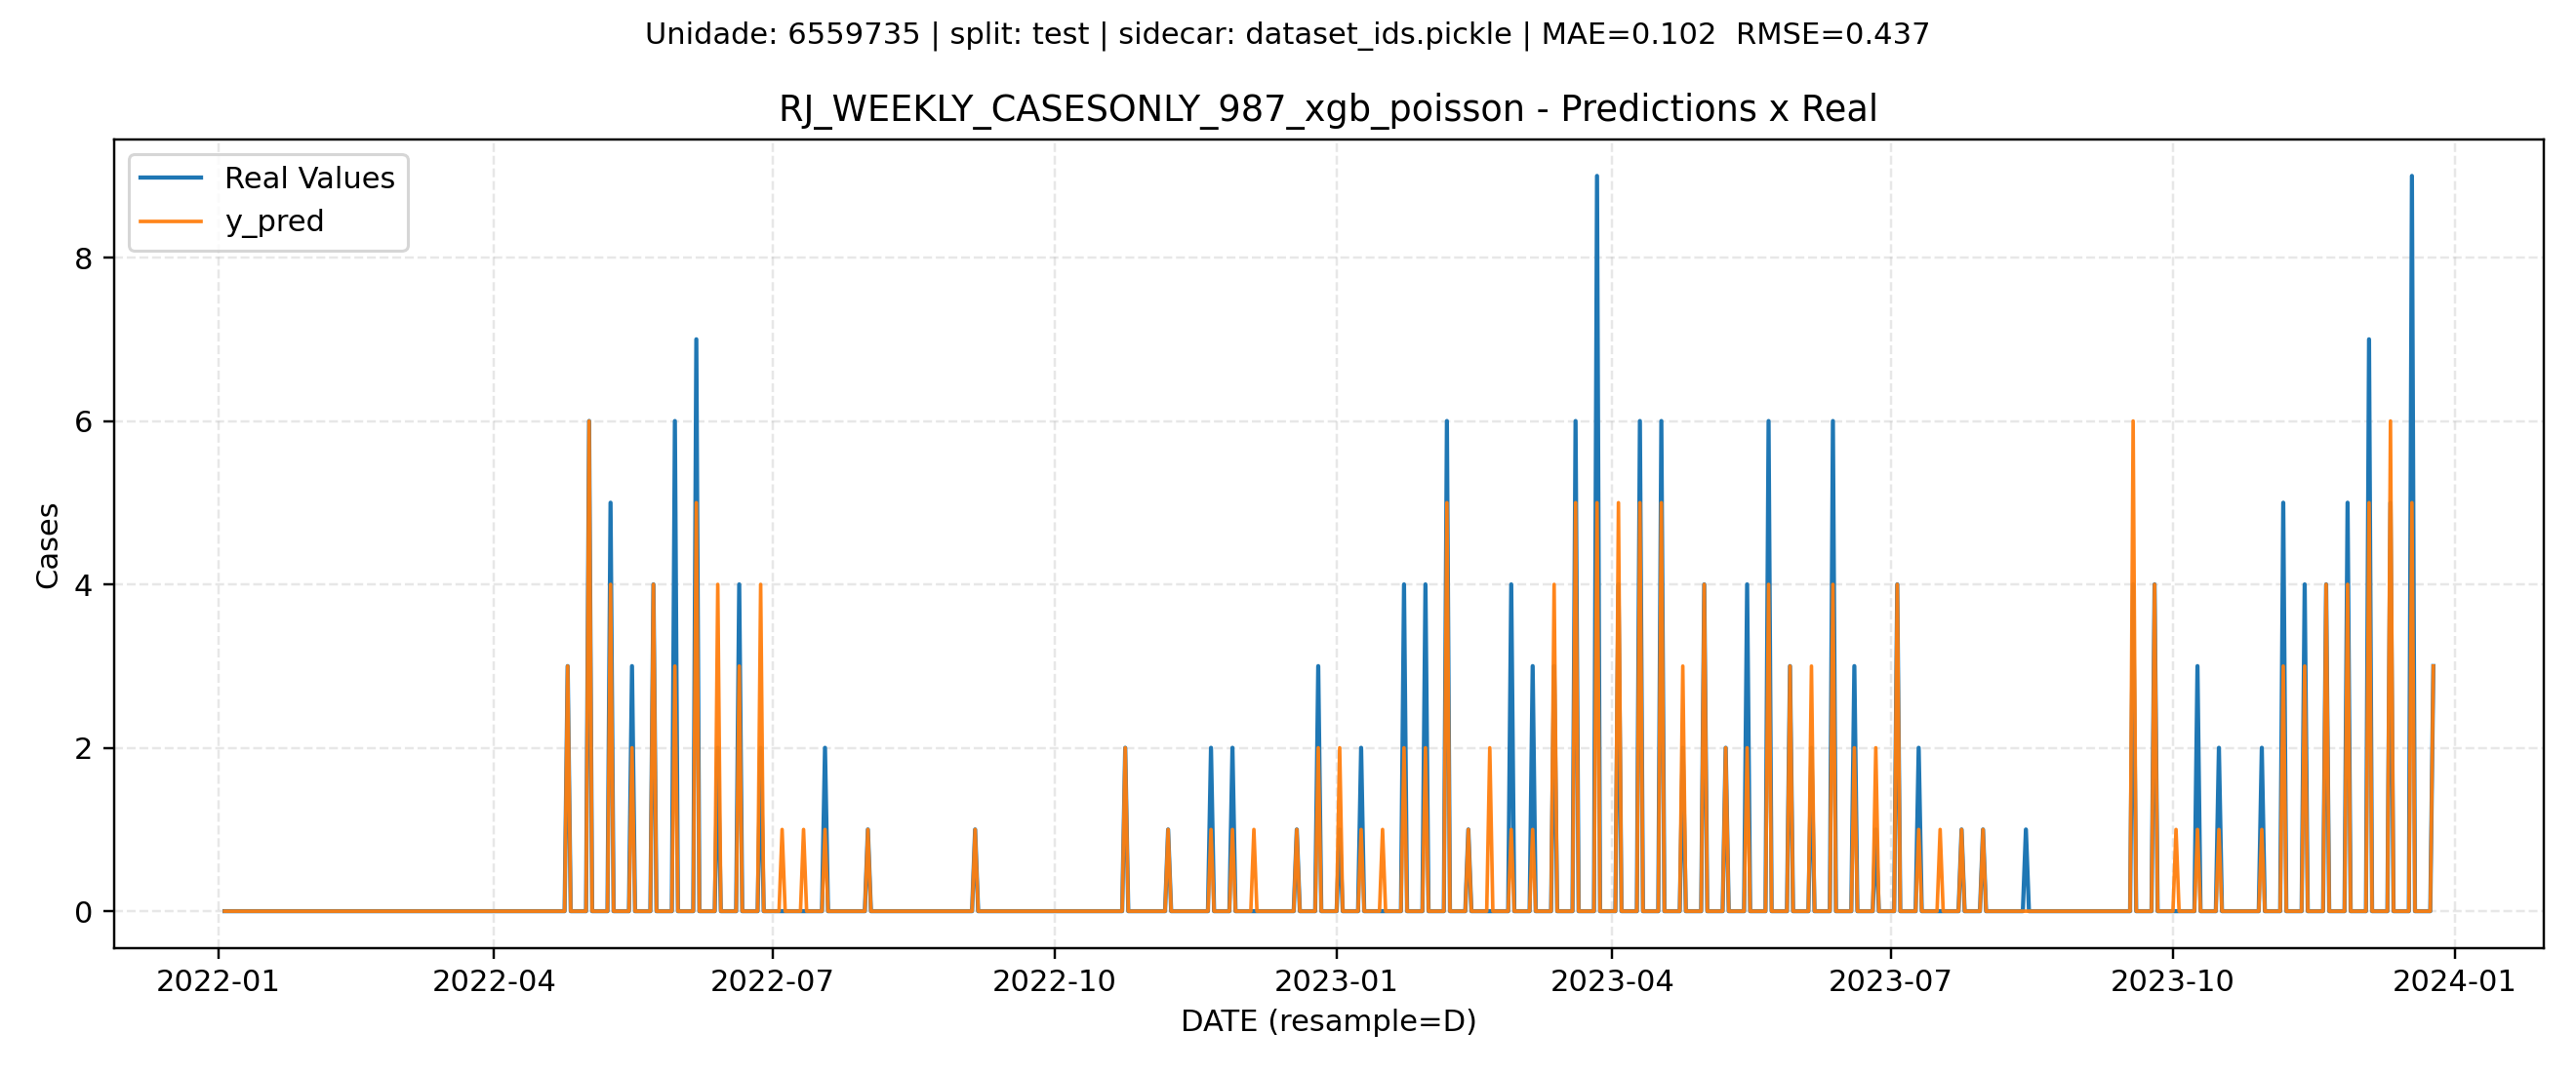 Unidade: 6559735 | split: test | sidecar: dataset_ids.pickle | MAE=0.102  RMSE=0.437
RJ_WEEKLY_CASESONLY_987_xgb_poisson - Predictions x Real
Real Values
y_pred
8
6
4
2
0
Cases
2022-01
2022-04
2022-07
2022-10
2023-01
2023-04
2023-07
2023-10
2024-01
DATE (resample=D)